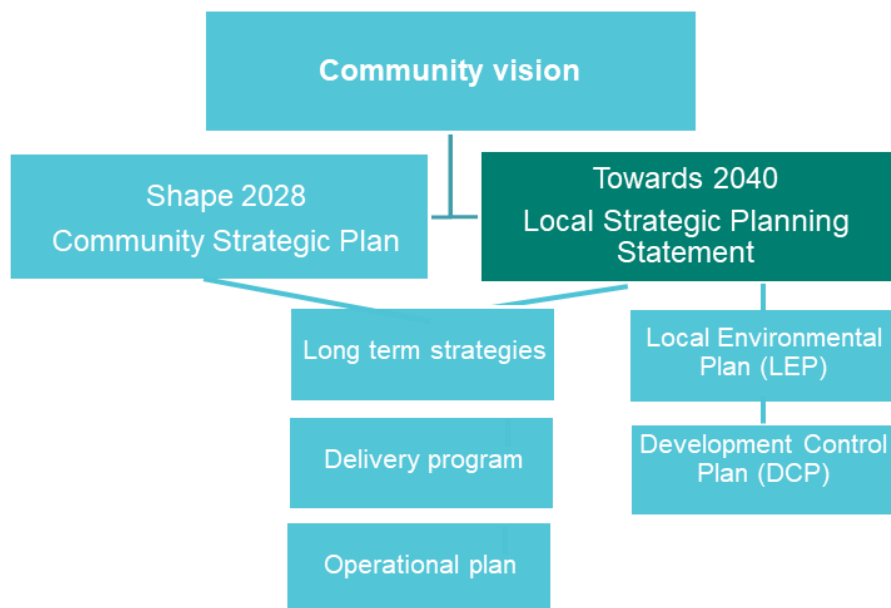 Community vision
Shape 2028
Community Strategic Plan
Towards 2040
Local Strategic Planning
Statement
Long term strategies
Local Environmental
Plan (LEP)
Delivery program
Development Control
Plan (DCP)
Operational plan